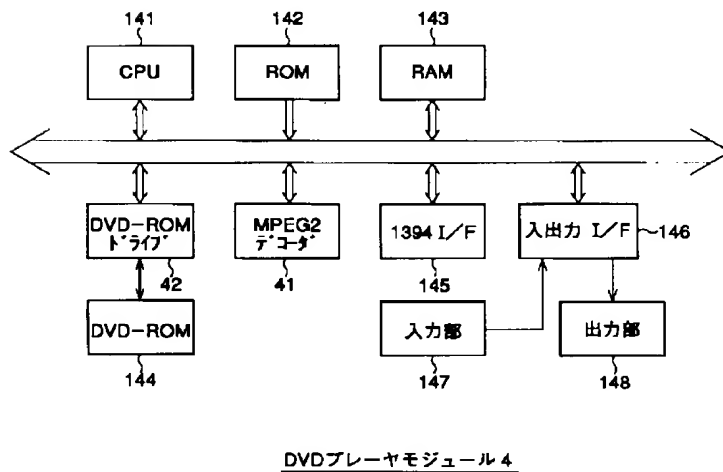 141
142
143
CPU
ROM
RAM
DVD-ROM
ドライブ
MPEG2
デコーダ
1394 I/F
入出力 I/F
146
42
41
145
DVD-ROM
入力部
出力部
144
147
148
DVDプレーヤモジュール4